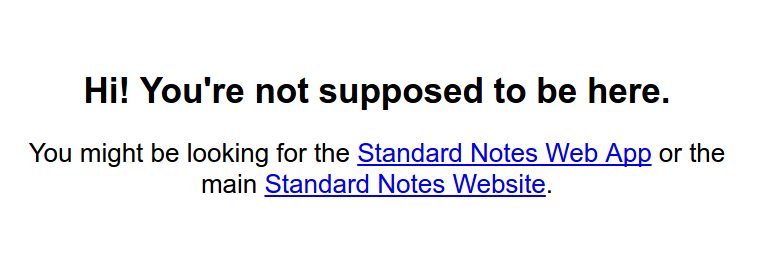 Hi! You're not supposed to be here.
You might be looking for the Standard Notes Web App or the
main Standard Notes Website.